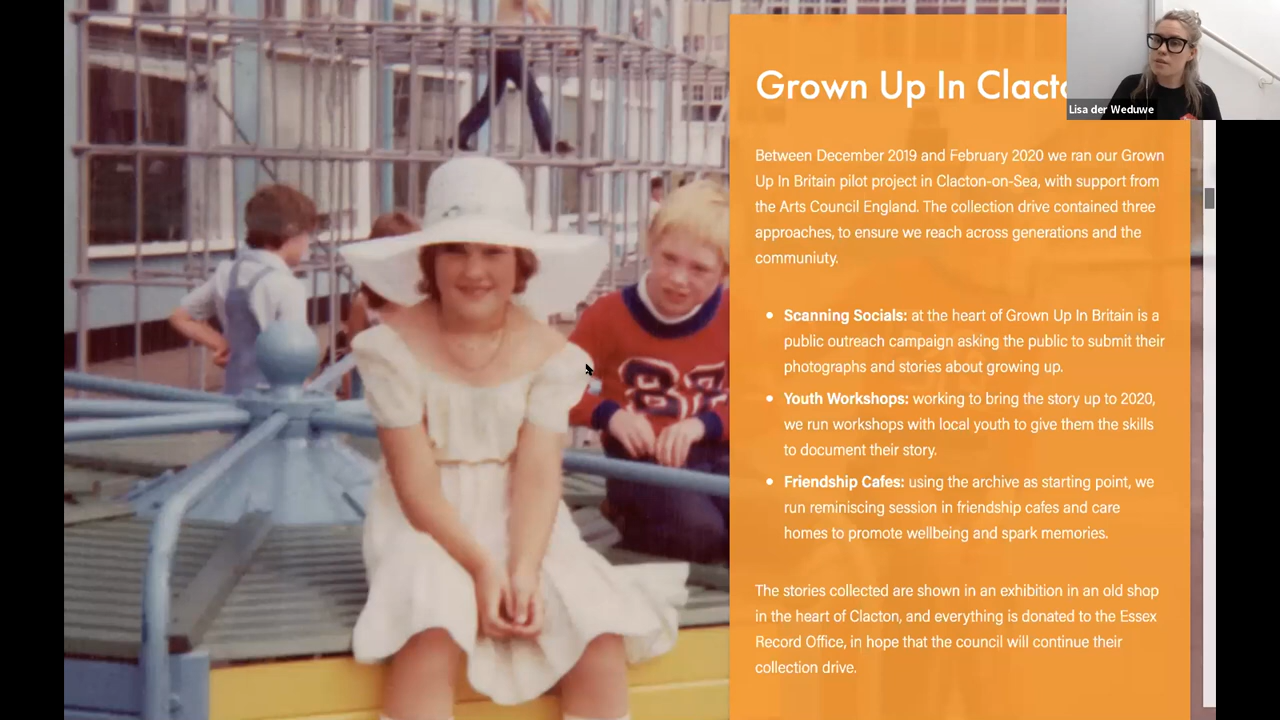 Grown Up In Clact
Lisa der Weduwe
Between December 2019 and February 2020 we ran our Grown
Up In Britain pilot project in Clacton-on-Sea, with support from
the Arts Council England. The collection drive contained three
approaches, to ensure we reach across generations and the
communiuty.
• Scanning Socials: at the heart of Grown Up In Britain is a
public outreach campaign asking the public to submit their
photographs and stories about growing up.
• Youth Workshops: working to bring the story up to 2020,
we run workshops with local youth to give them the skills
to document their story.
• Friendship Cafes: using the archive as starting point, we
run reminiscing session in friendship cafes and care
homes to promote wellbeing and spark memories.
The stories collected are shown in an exhibition in an old shop
in the heart of Clacton, and everything is donated to the Essex
Record Office, in hope that the council will continue their
collection drive.
82